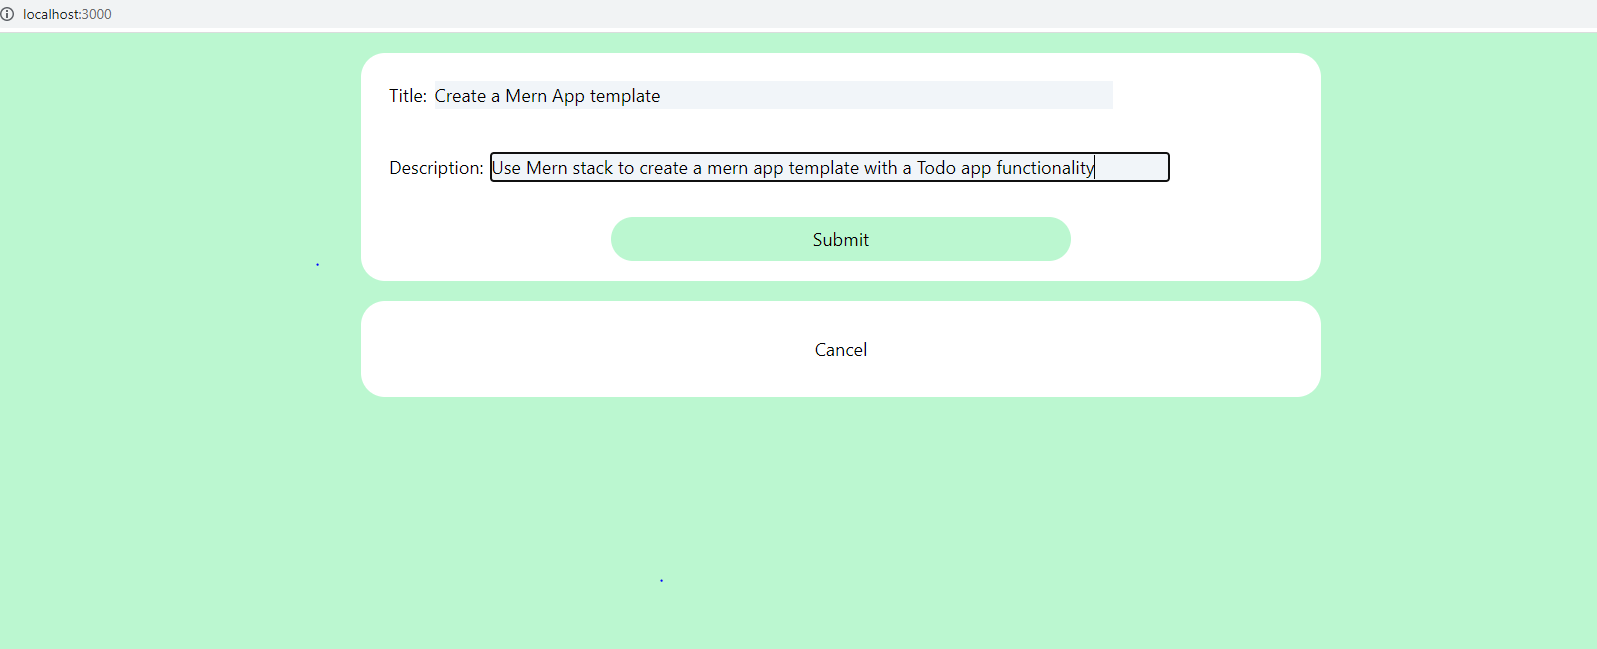 localhost:3000
Title: Create a Mern App template
Description: Use Mern stack to create a mern app template with a Todo app functionality
Submit
Cancel